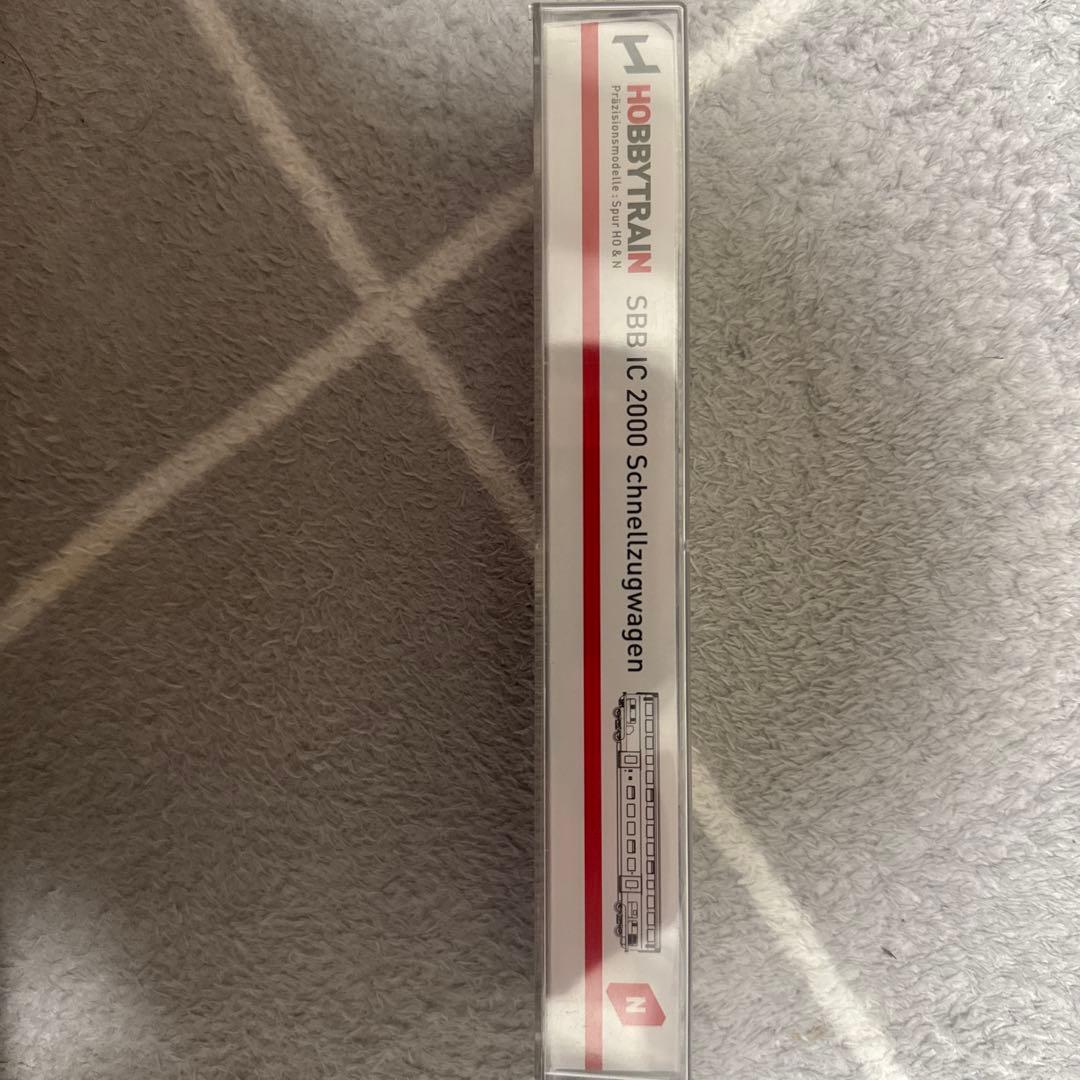 HOBBYTRAIN
Präzisionsmodelle : Spur H0 & N
SBB IC 2000 Schnellzugwagen
N